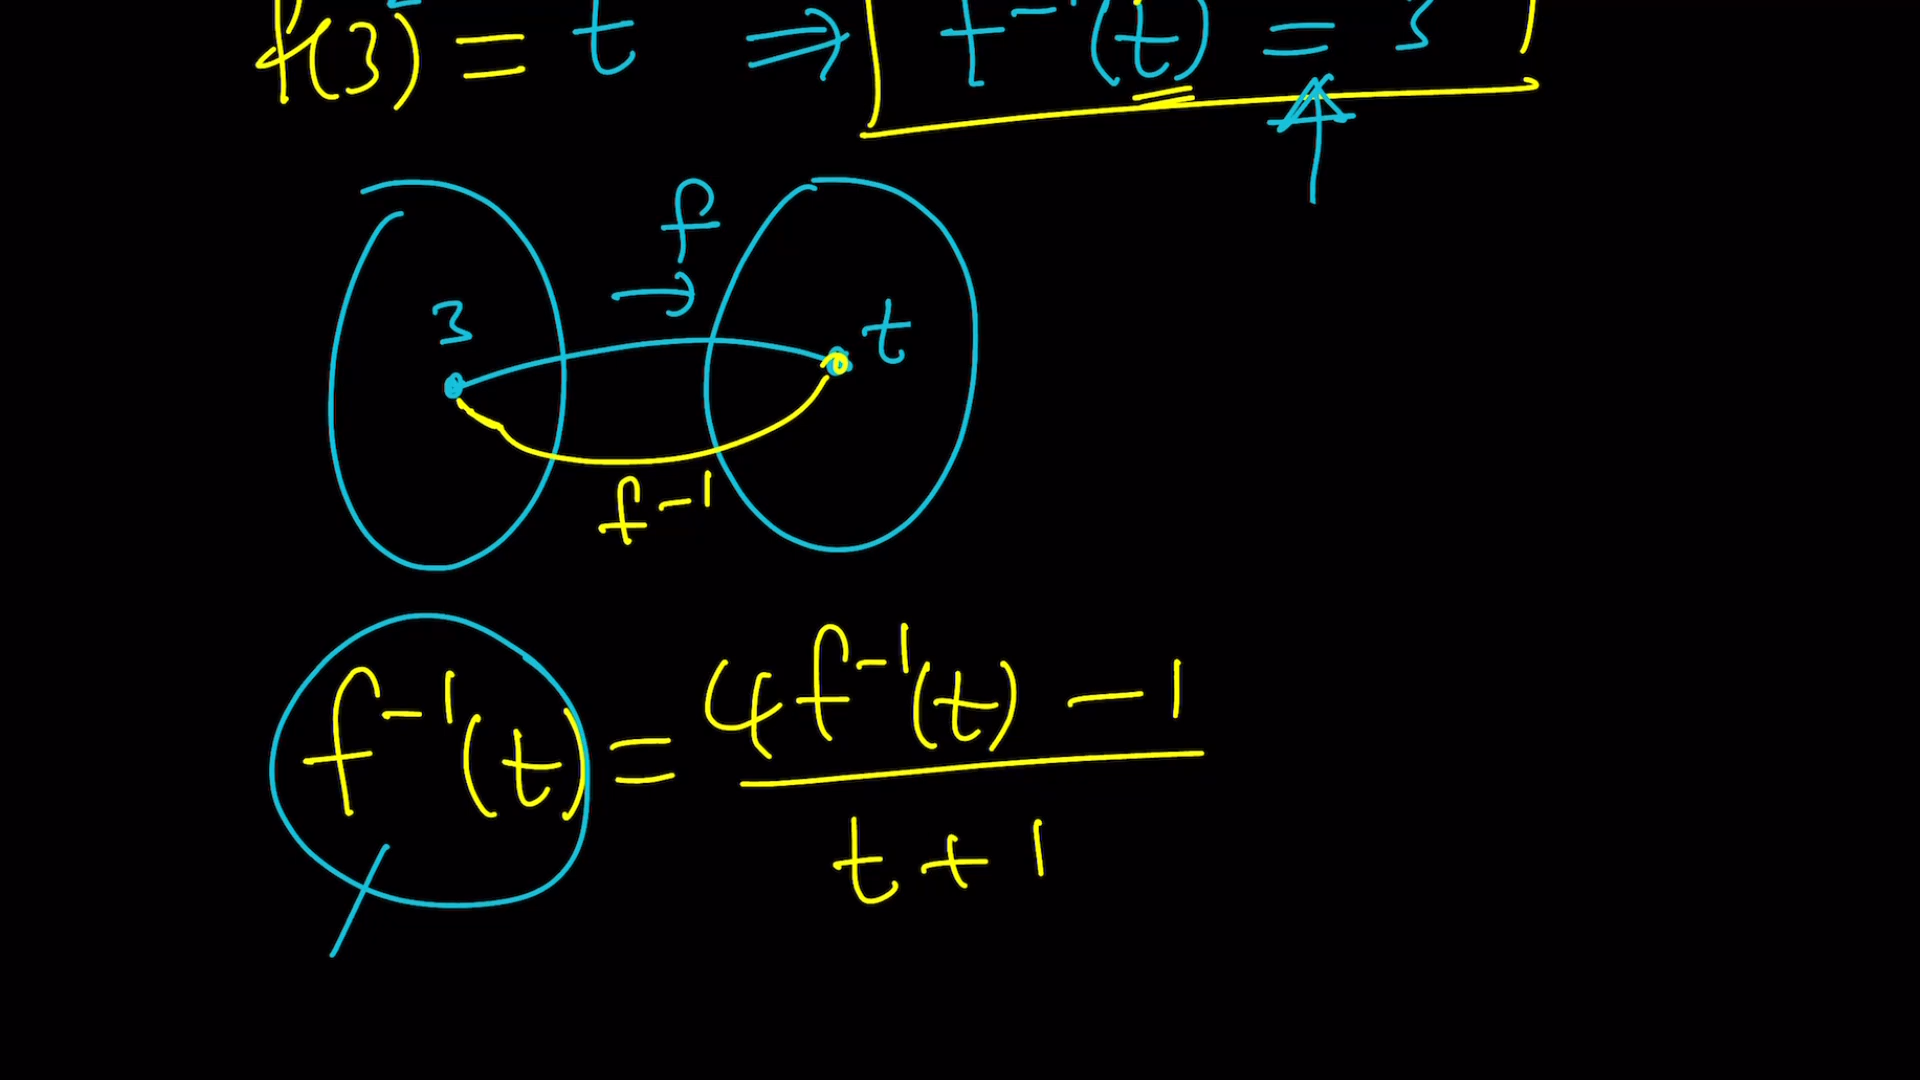 f(3) = t ⇒ f⁻¹(t) = 3
f
→
3
t
f⁻¹
f⁻¹(t) = (4f⁻¹(t) − 1)/(t + 1)